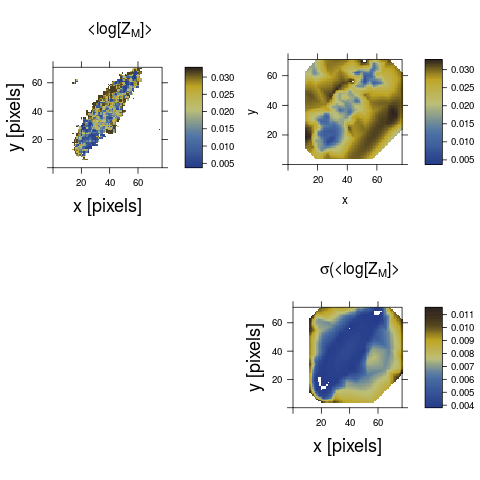 <log[Z_M]>
0.030
0.025
0.020
0.015
0.010
0.005
60
40
20
20 40 60
y [pixels]
x [pixels]
0.030
0.025
0.020
0.015
0.010
0.005
60
40
20
20 40 60
y
x
σ(<log[Z_M]>
0.011
0.010
0.009
0.008
0.007
0.006
0.005
0.004
60
40
20
20 40 60
y [pixels]
x [pixels]